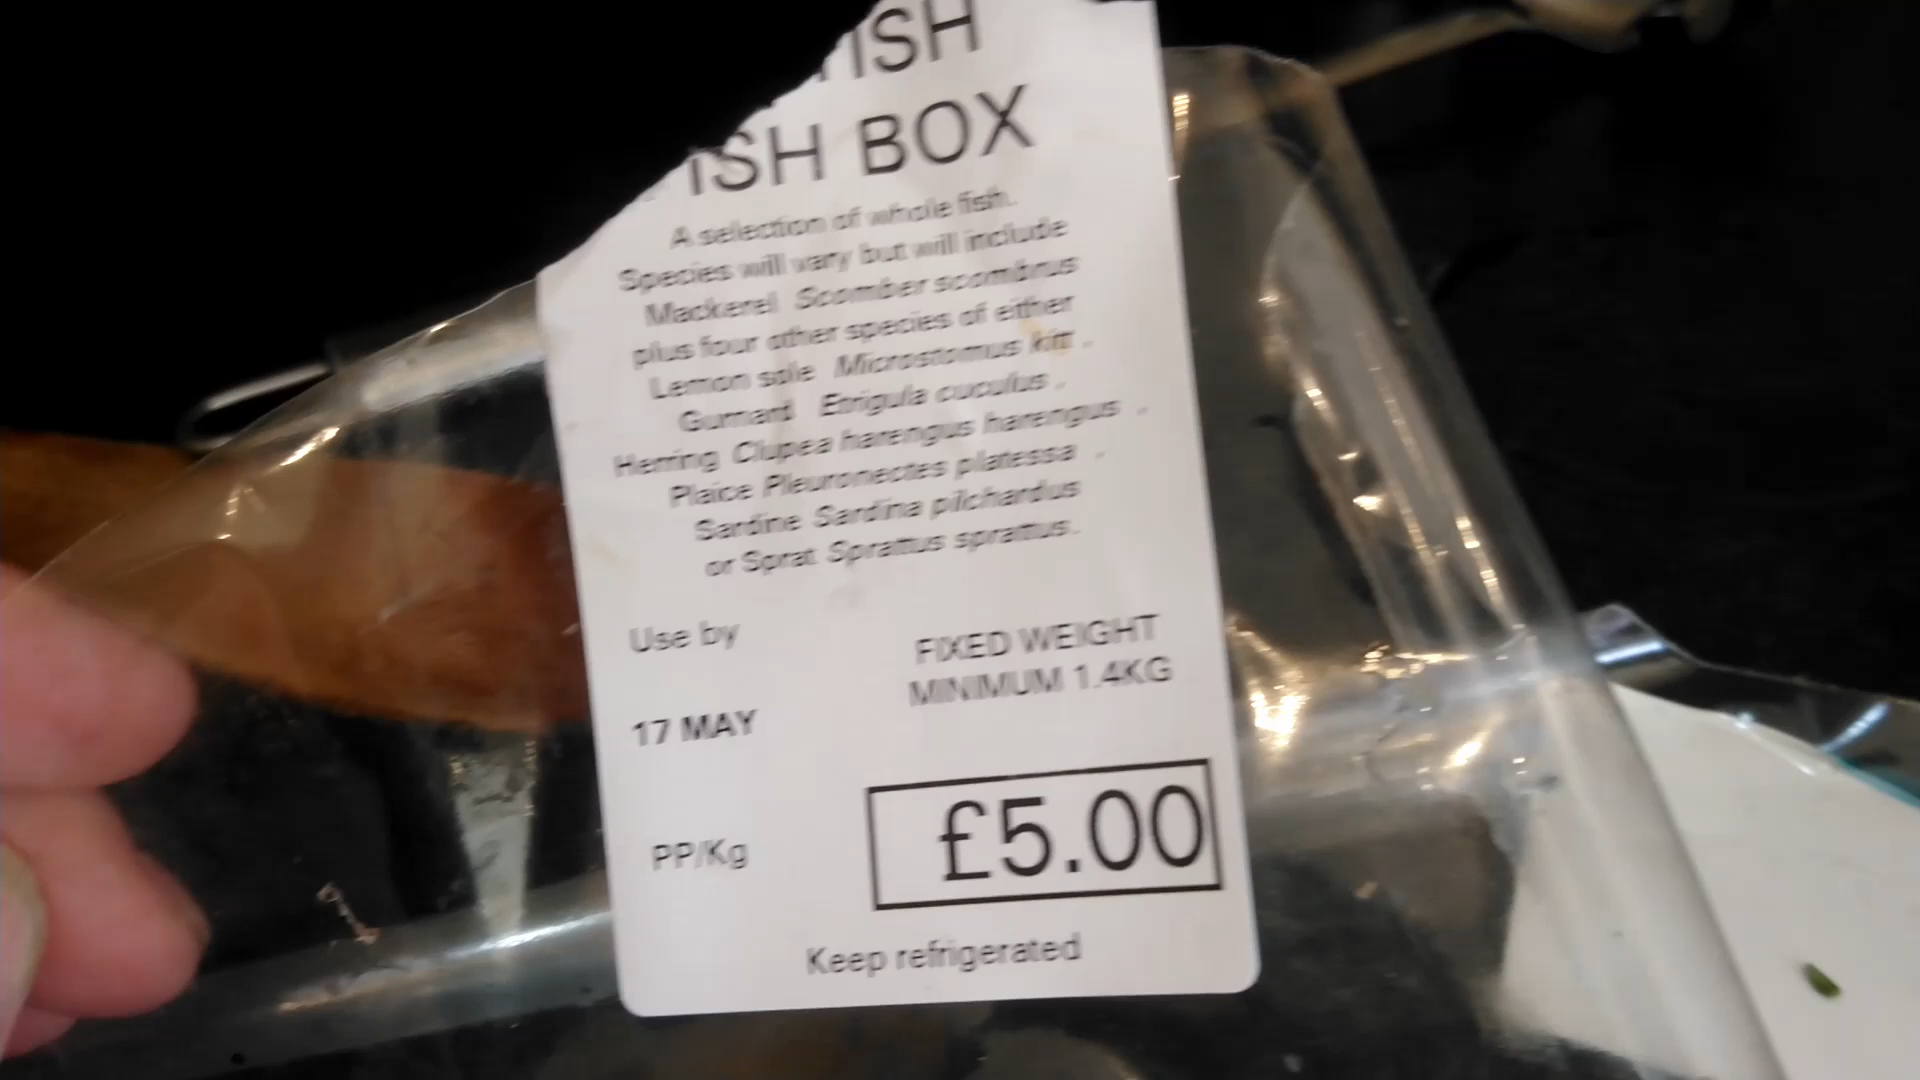 ISH
ISH BOX
A selection of whole fish.
Species will vary but will include
Mackerel Scomber scombrus
plus four other species of either
Lemon sole Microstomus kitt .
Gurnard Etrigula cuculus .
Herring Clupea harengus harengus .
Plaice Pleuronectes platessa .
Sardine Sardina pilchardus
or Sprat Sprattus sprattus.
Use by
FIXED WEIGHT
MINIMUM 1.4KG
17 MAY
PP/Kg
£5.00
Keep refrigerated